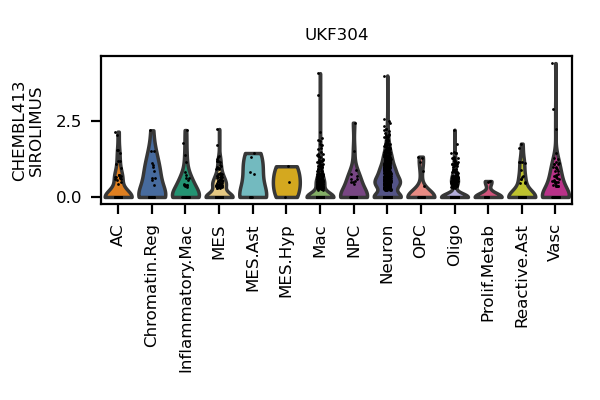 UKF304
CHEMBL413
SIROLIMUS
2.5
0.0
AC
Chromatin.Reg
Inflammatory.Mac
MES
MES.Ast
MES.Hyp
Mac
NPC
Neuron
OPC
Oligo
Prolif.Metab
Reactive.Ast
Vasc